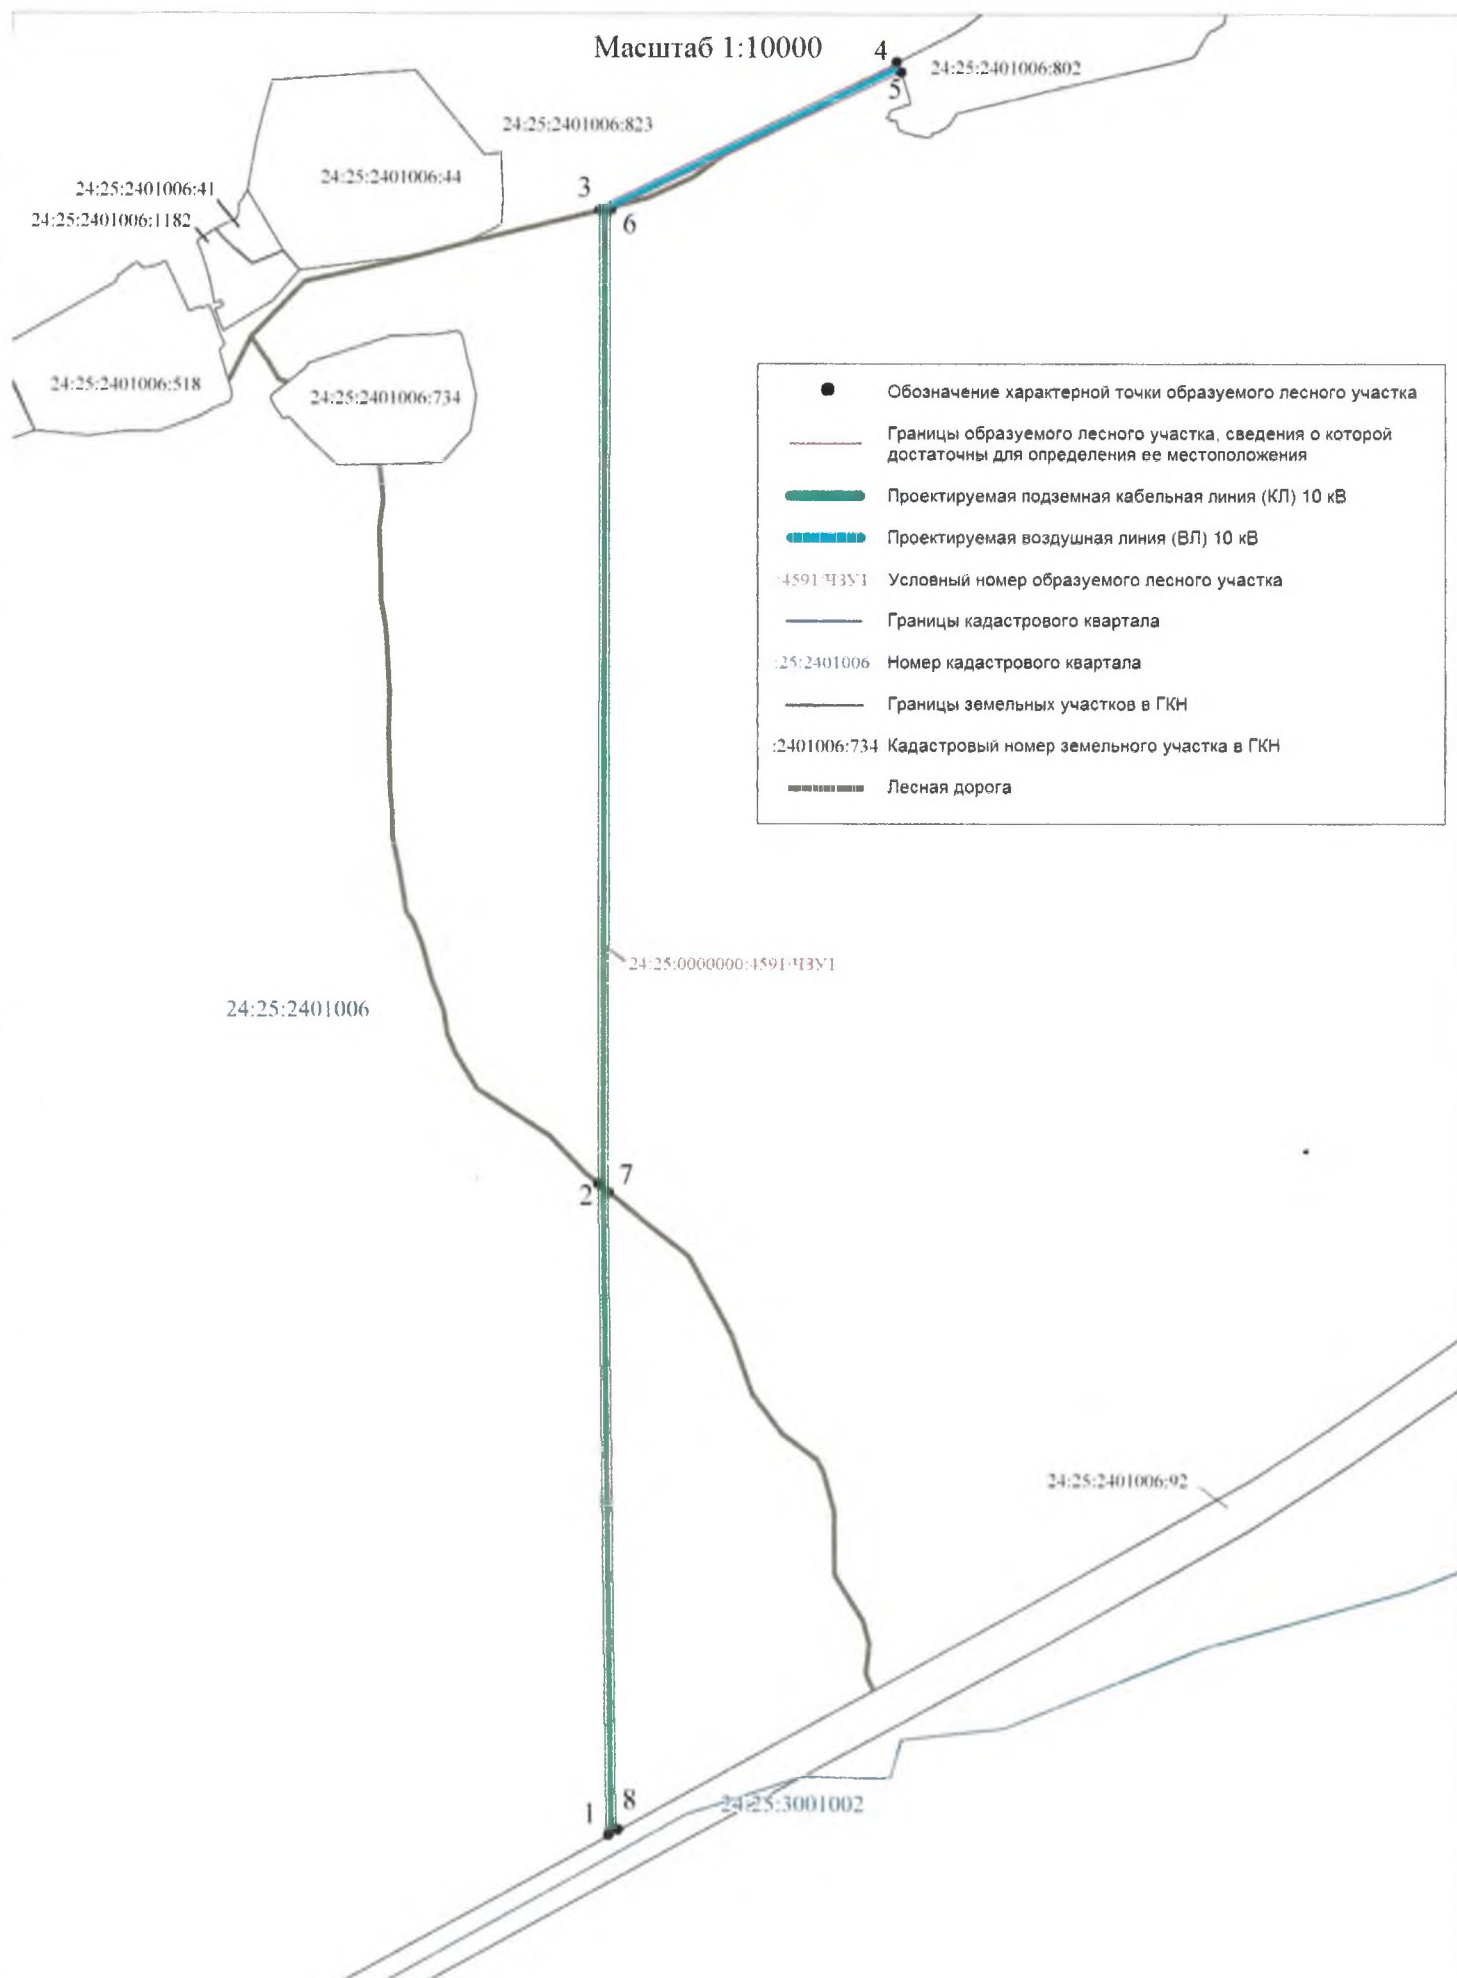 Масштаб 1:10000
4
24:25:2401006:802
5
24:25:2401006:823
24:25:2401006:44
24:25:2401006:41
3
24:25:2401006:1182
6
24:25:2401006:518
24:25:2401006:734
Обозначение характерной точки образуемого лесного участка
Границы образуемого лесного участка, сведения о которой
достаточны для определения ее местоположения
Проектируемая подземная кабельная линия (КЛ) 10 кВ
Проектируемая воздушная линия (ВЛ) 10 кВ
:4591:ЧЗУ1 Условный номер образуемого лесного участка
Границы кадастрового квартала
:25:2401006 Номер кадастрового квартала
Границы земельных участков в ГКН
:2401006:734 Кадастровый номер земельного участка в ГКН
Лесная дорога
24:25:0000000:4591:ЧЗУ1
24:25:2401006
7
2
24:25:2401006:92
8
1
24:25:3001002